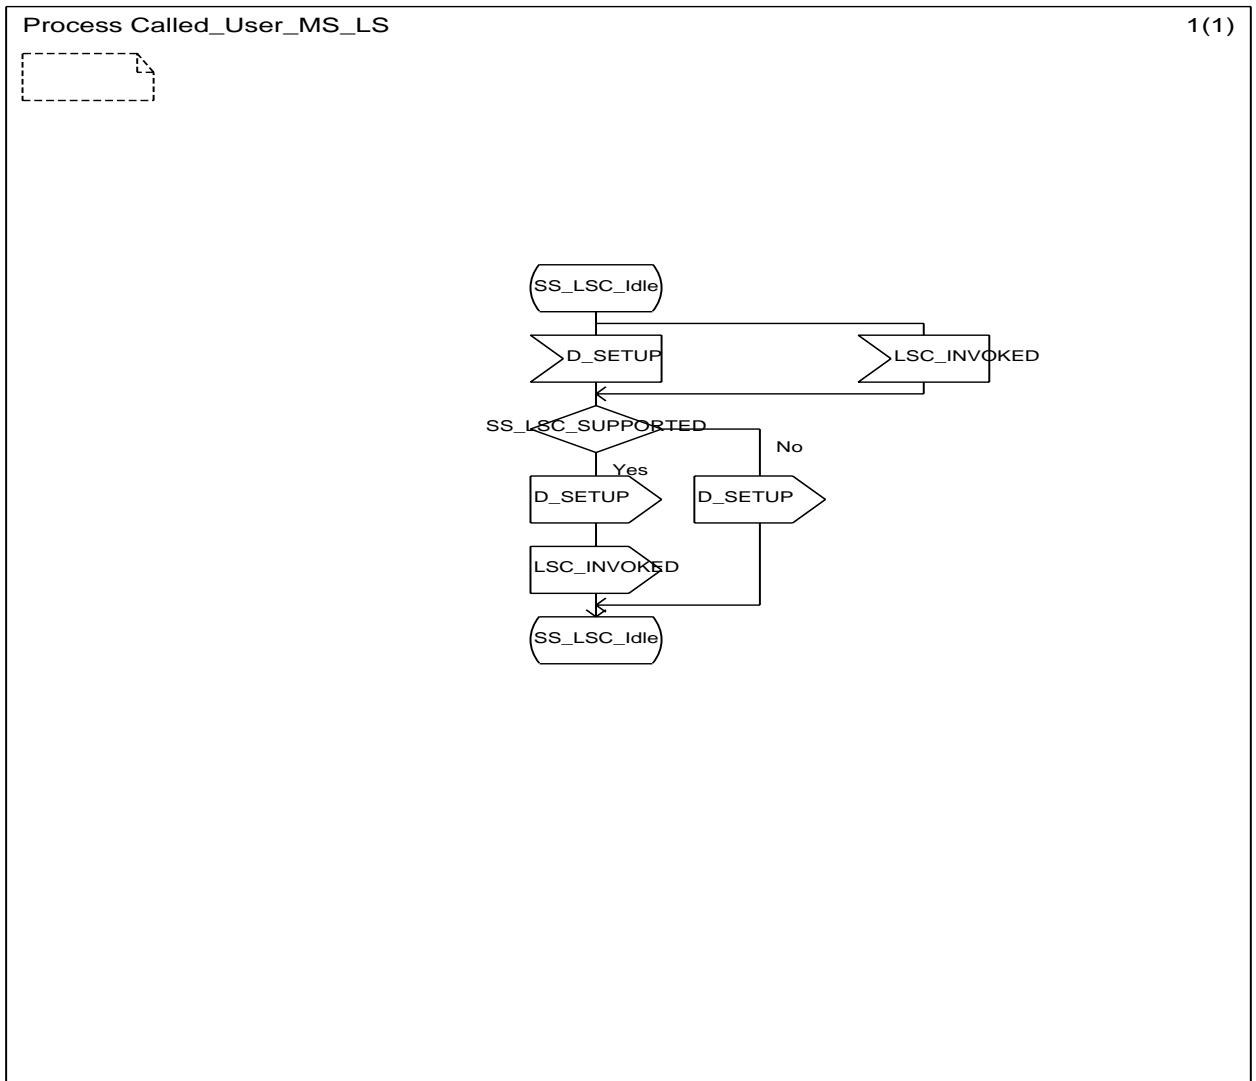 Process Called_User_MS_LS
1(1)
SS_LSC_Idle
D_SETUP
LSC_INVOKED
SS_LSC_SUPPORTED
No
Yes
D_SETUP
D_SETUP
LSC_INVOKED
SS_LSC_Idle